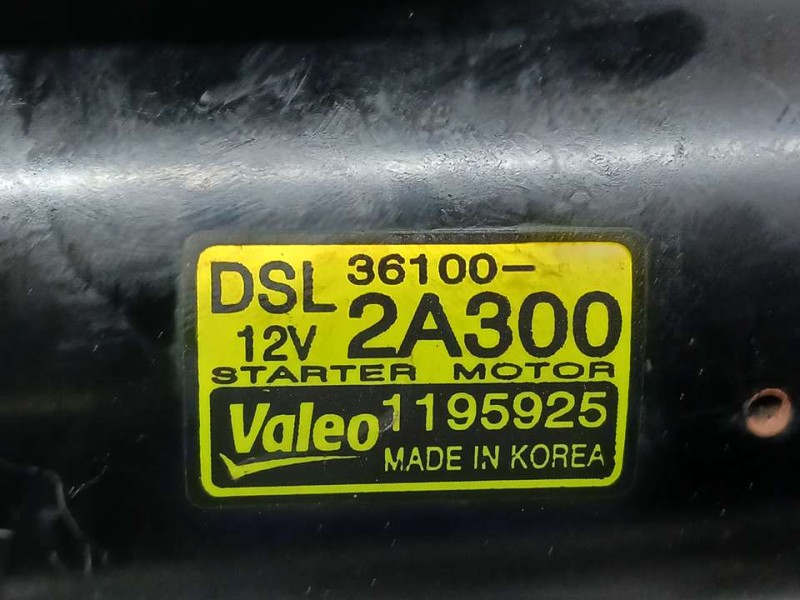 DSL 36100-
12V 2A300
STARTER MOTOR
Valeo 1195925
MADE IN KOREA